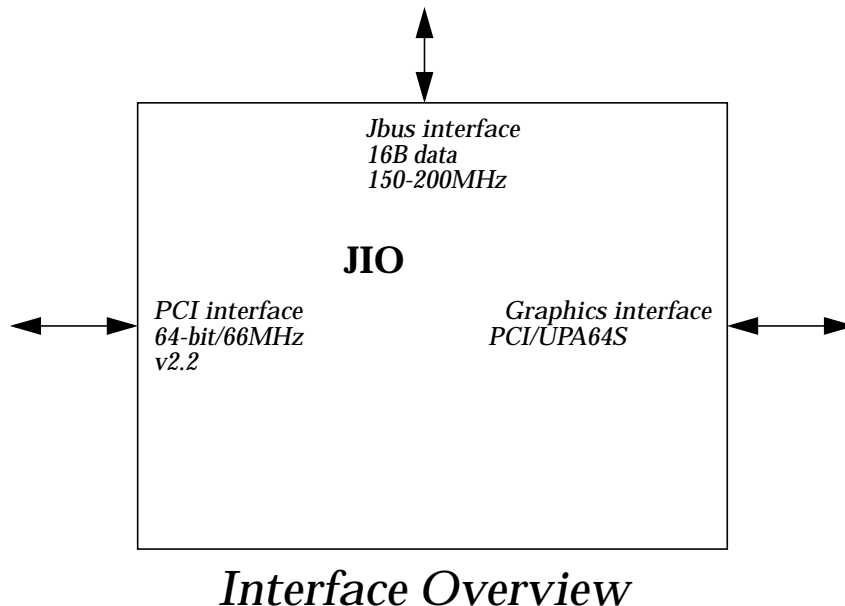 Jbus interface
16B data
150-200MHz
JIO
PCI interface
64-bit/66MHz
v2.2
Graphics interface
PCI/UPA64S
Interface Overview